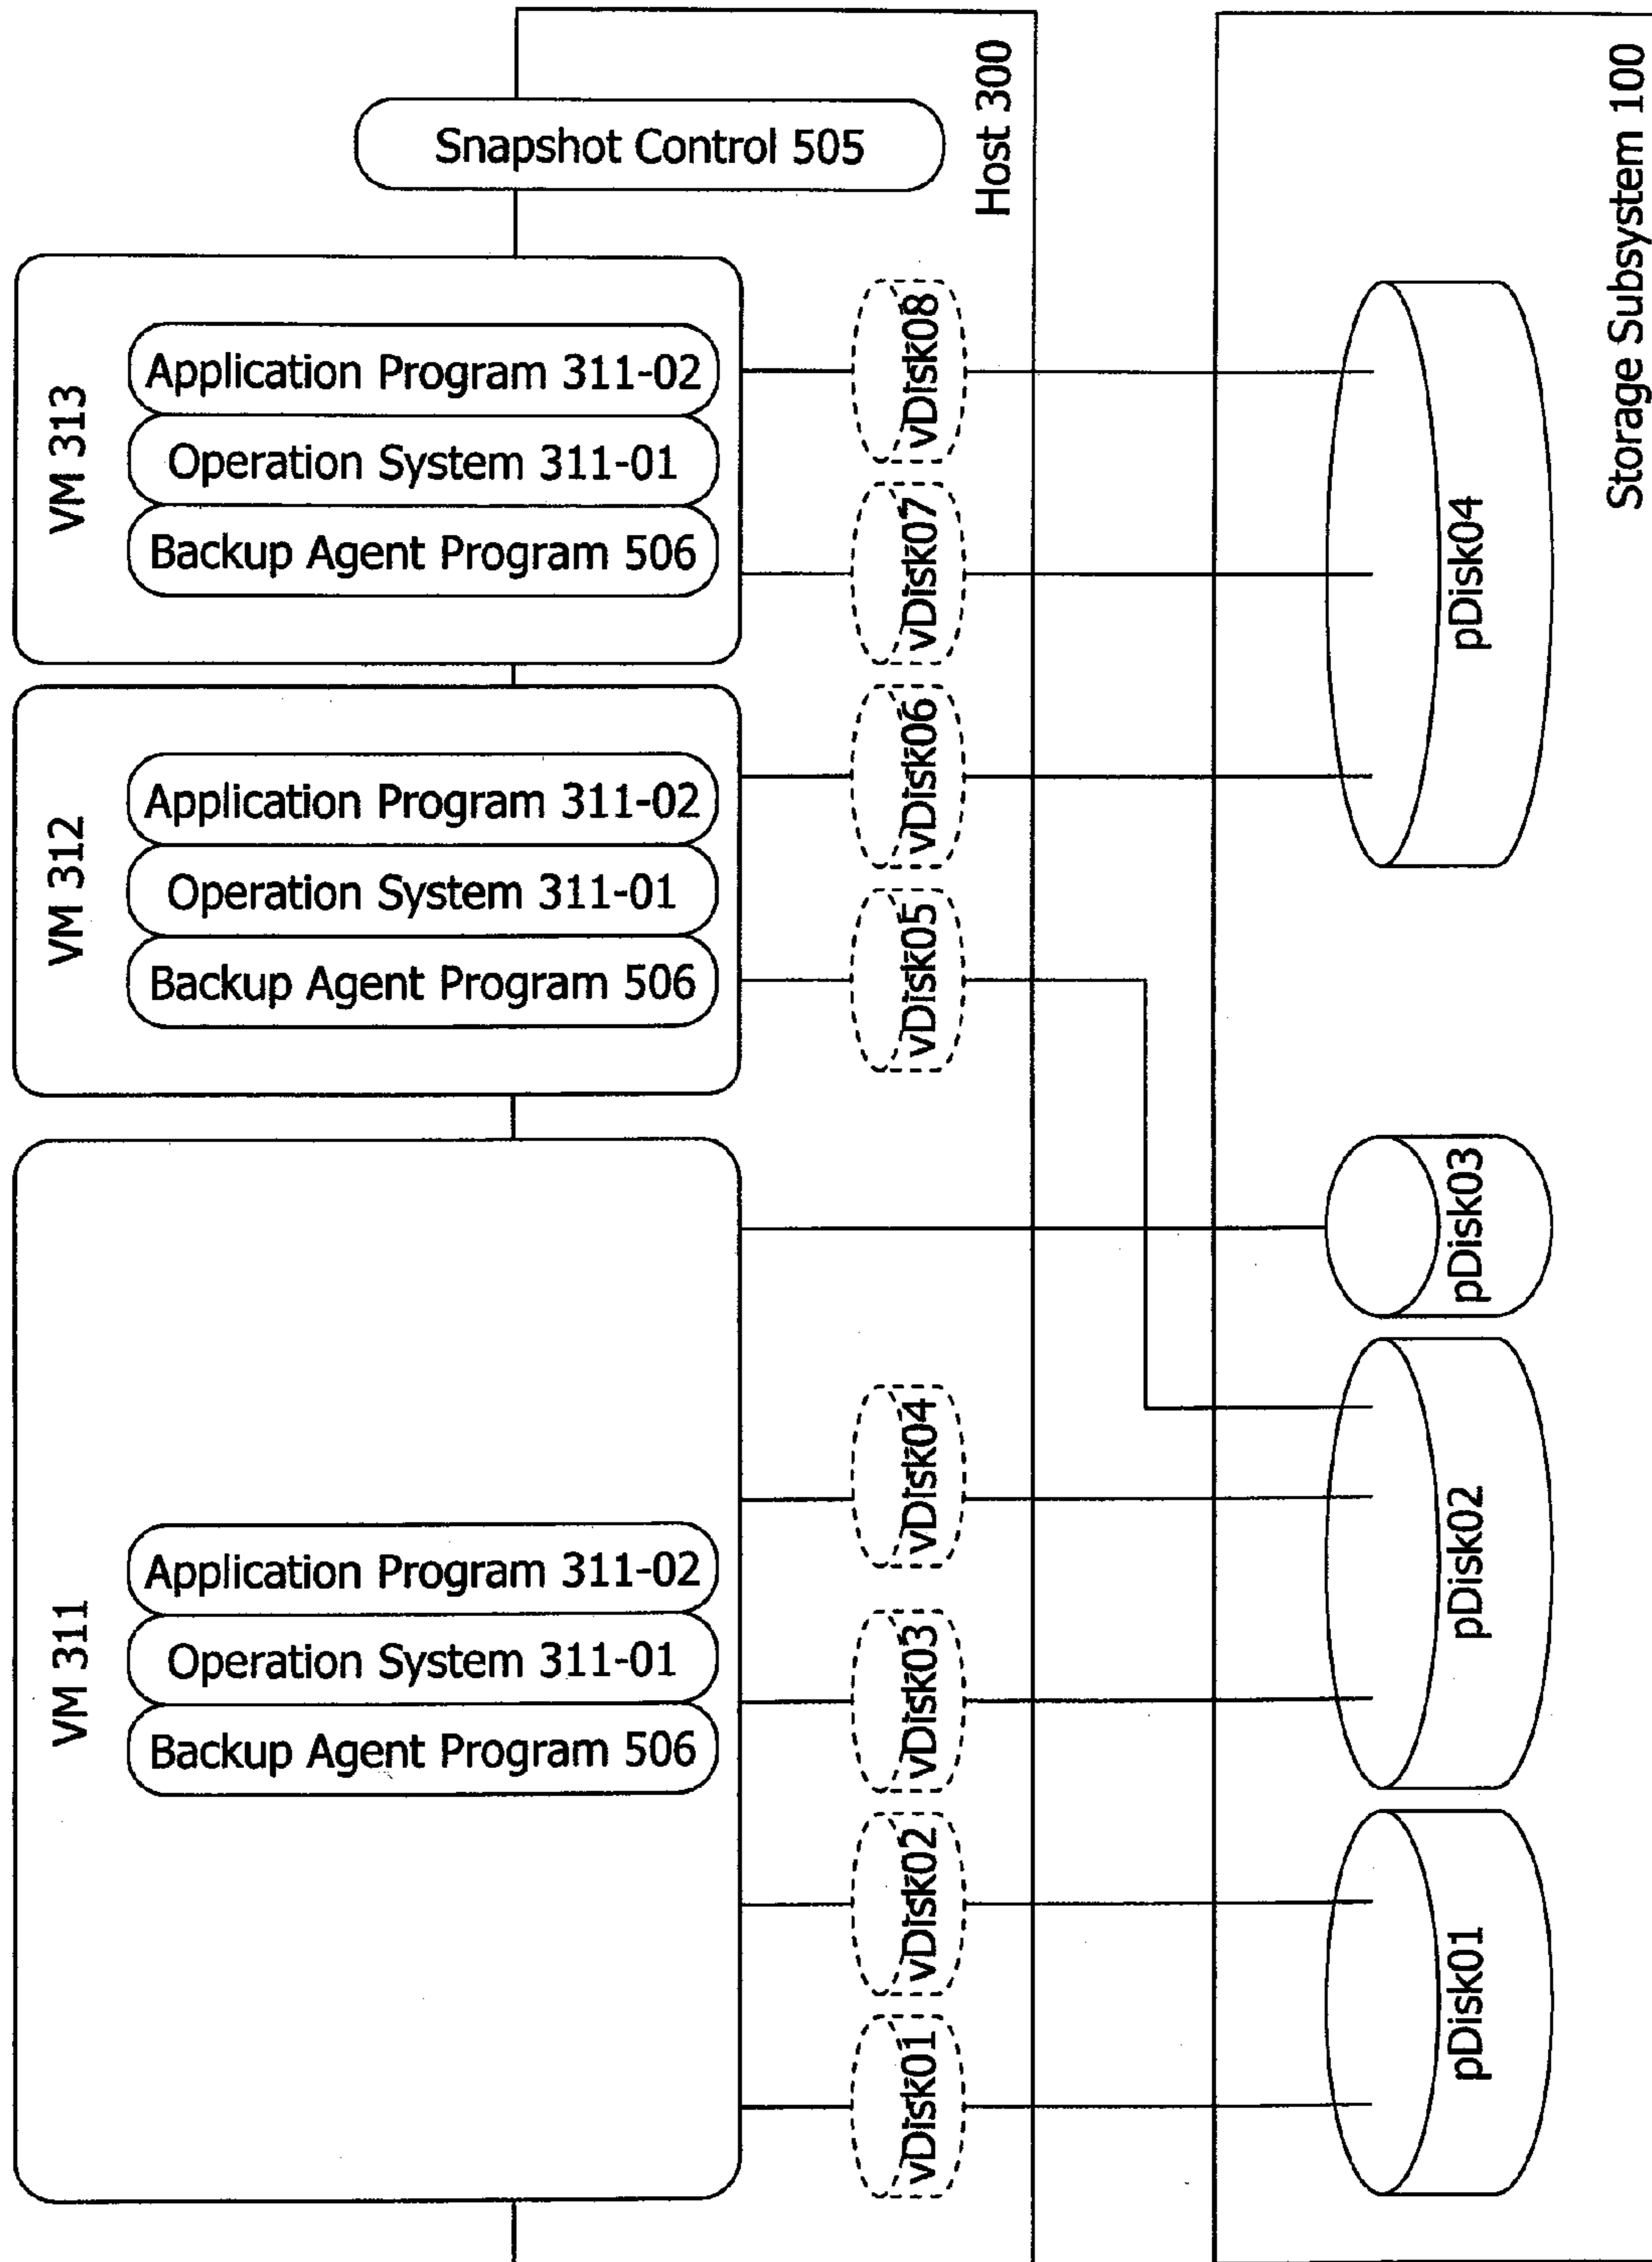 VM 311
Application Program 311-02
Operation System 311-01
Backup Agent Program 506
VM 312
Application Program 311-02
Operation System 311-01
Backup Agent Program 506
VM 313
Application Program 311-02
Operation System 311-01
Backup Agent Program 506
Snapshot Control 505
vDisk01
vDisk02
vDisk03
vDisk04
vDisk05
vDisk06
vDisk07
vDisk08
Host 300
pDisk01
pDisk02
pDisk03
pDisk04
Storage Subsystem 100